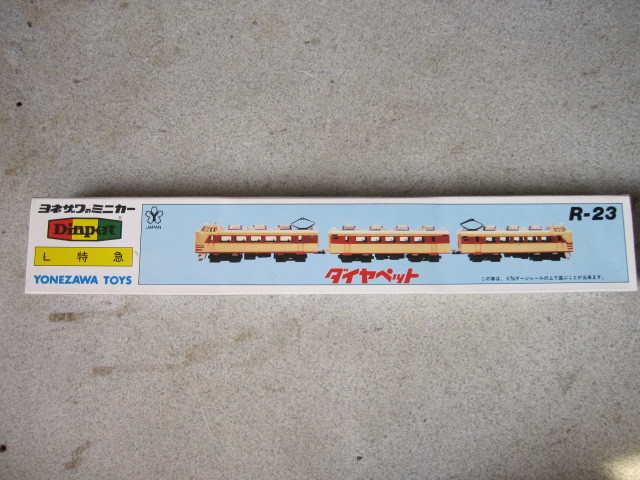 ヨネザワのミニカー
Diapet
L 特急
YONEZAWA TOYS
JAPAN
R-23
ダイヤペット